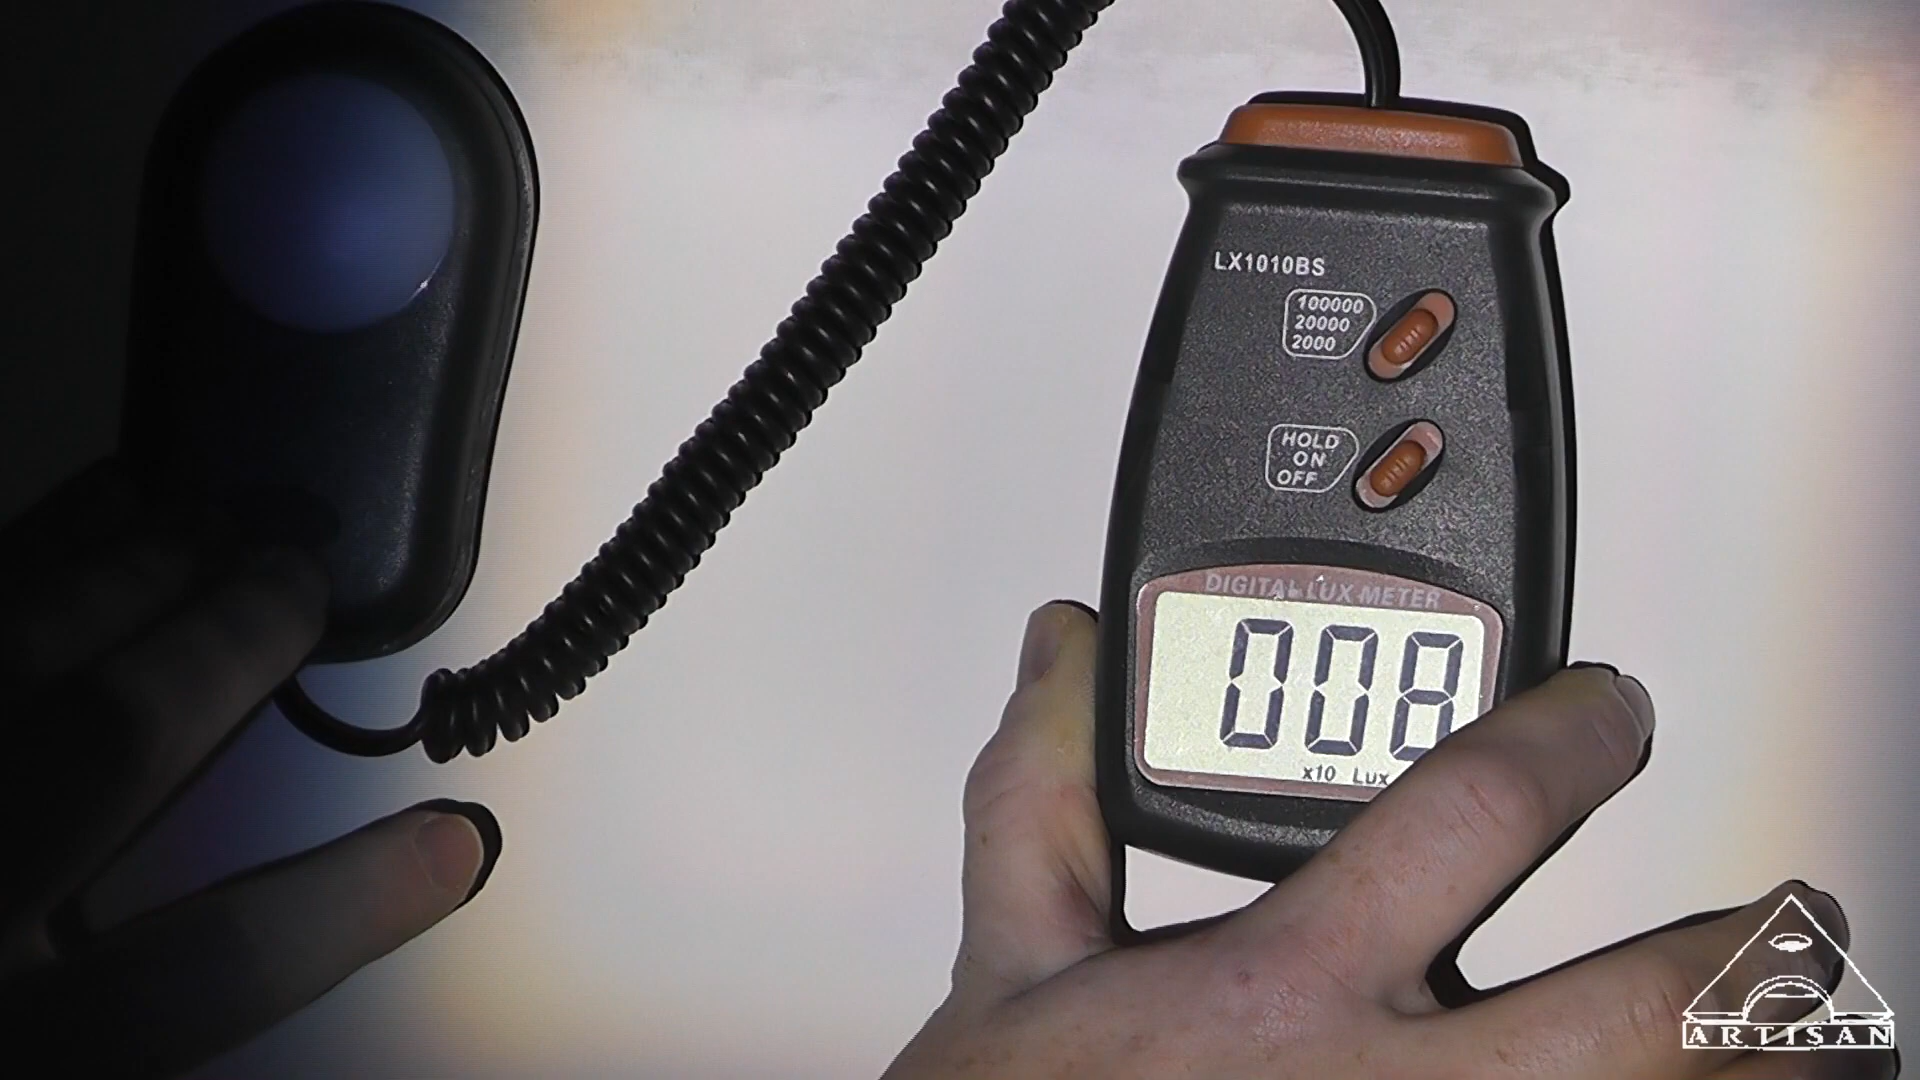 LX1010BS
100000
20000
2000
HOLD
ON
OFF
DIGITAL LUX METER
008
x10 Lux
ARTISAN